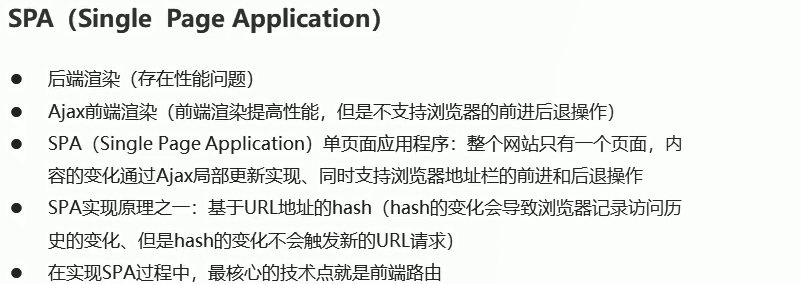 SPA（Single Page Application）
● 后端渲染（存在性能问题）
● Ajax前端渲染（前端渲染提高性能，但是不支持浏览器的前进后退操作）
● SPA（Single Page Application）单页面应用程序：整个网站只有一个页面，内
容的变化通过Ajax局部更新实现、同时支持浏览器地址栏的前进和后退操作
● SPA实现原理之一：基于URL地址的hash（hash的变化会导致浏览器记录访问历
史的变化、但是hash的变化不会触发新的URL请求）
● 在实现SPA过程中，最核心的技术点就是前端路由